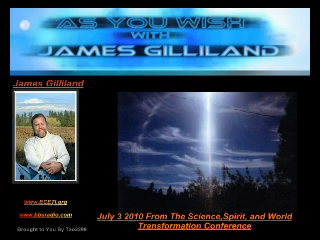 AS YOU WISH
WITH
JAMES GILLILAND
James Gilliland
www.ECETI.org
www.bbsradio.com
Brought to You By Tao2299
July 3 2010 From The Science,Spirit, and World
Transformation Conference